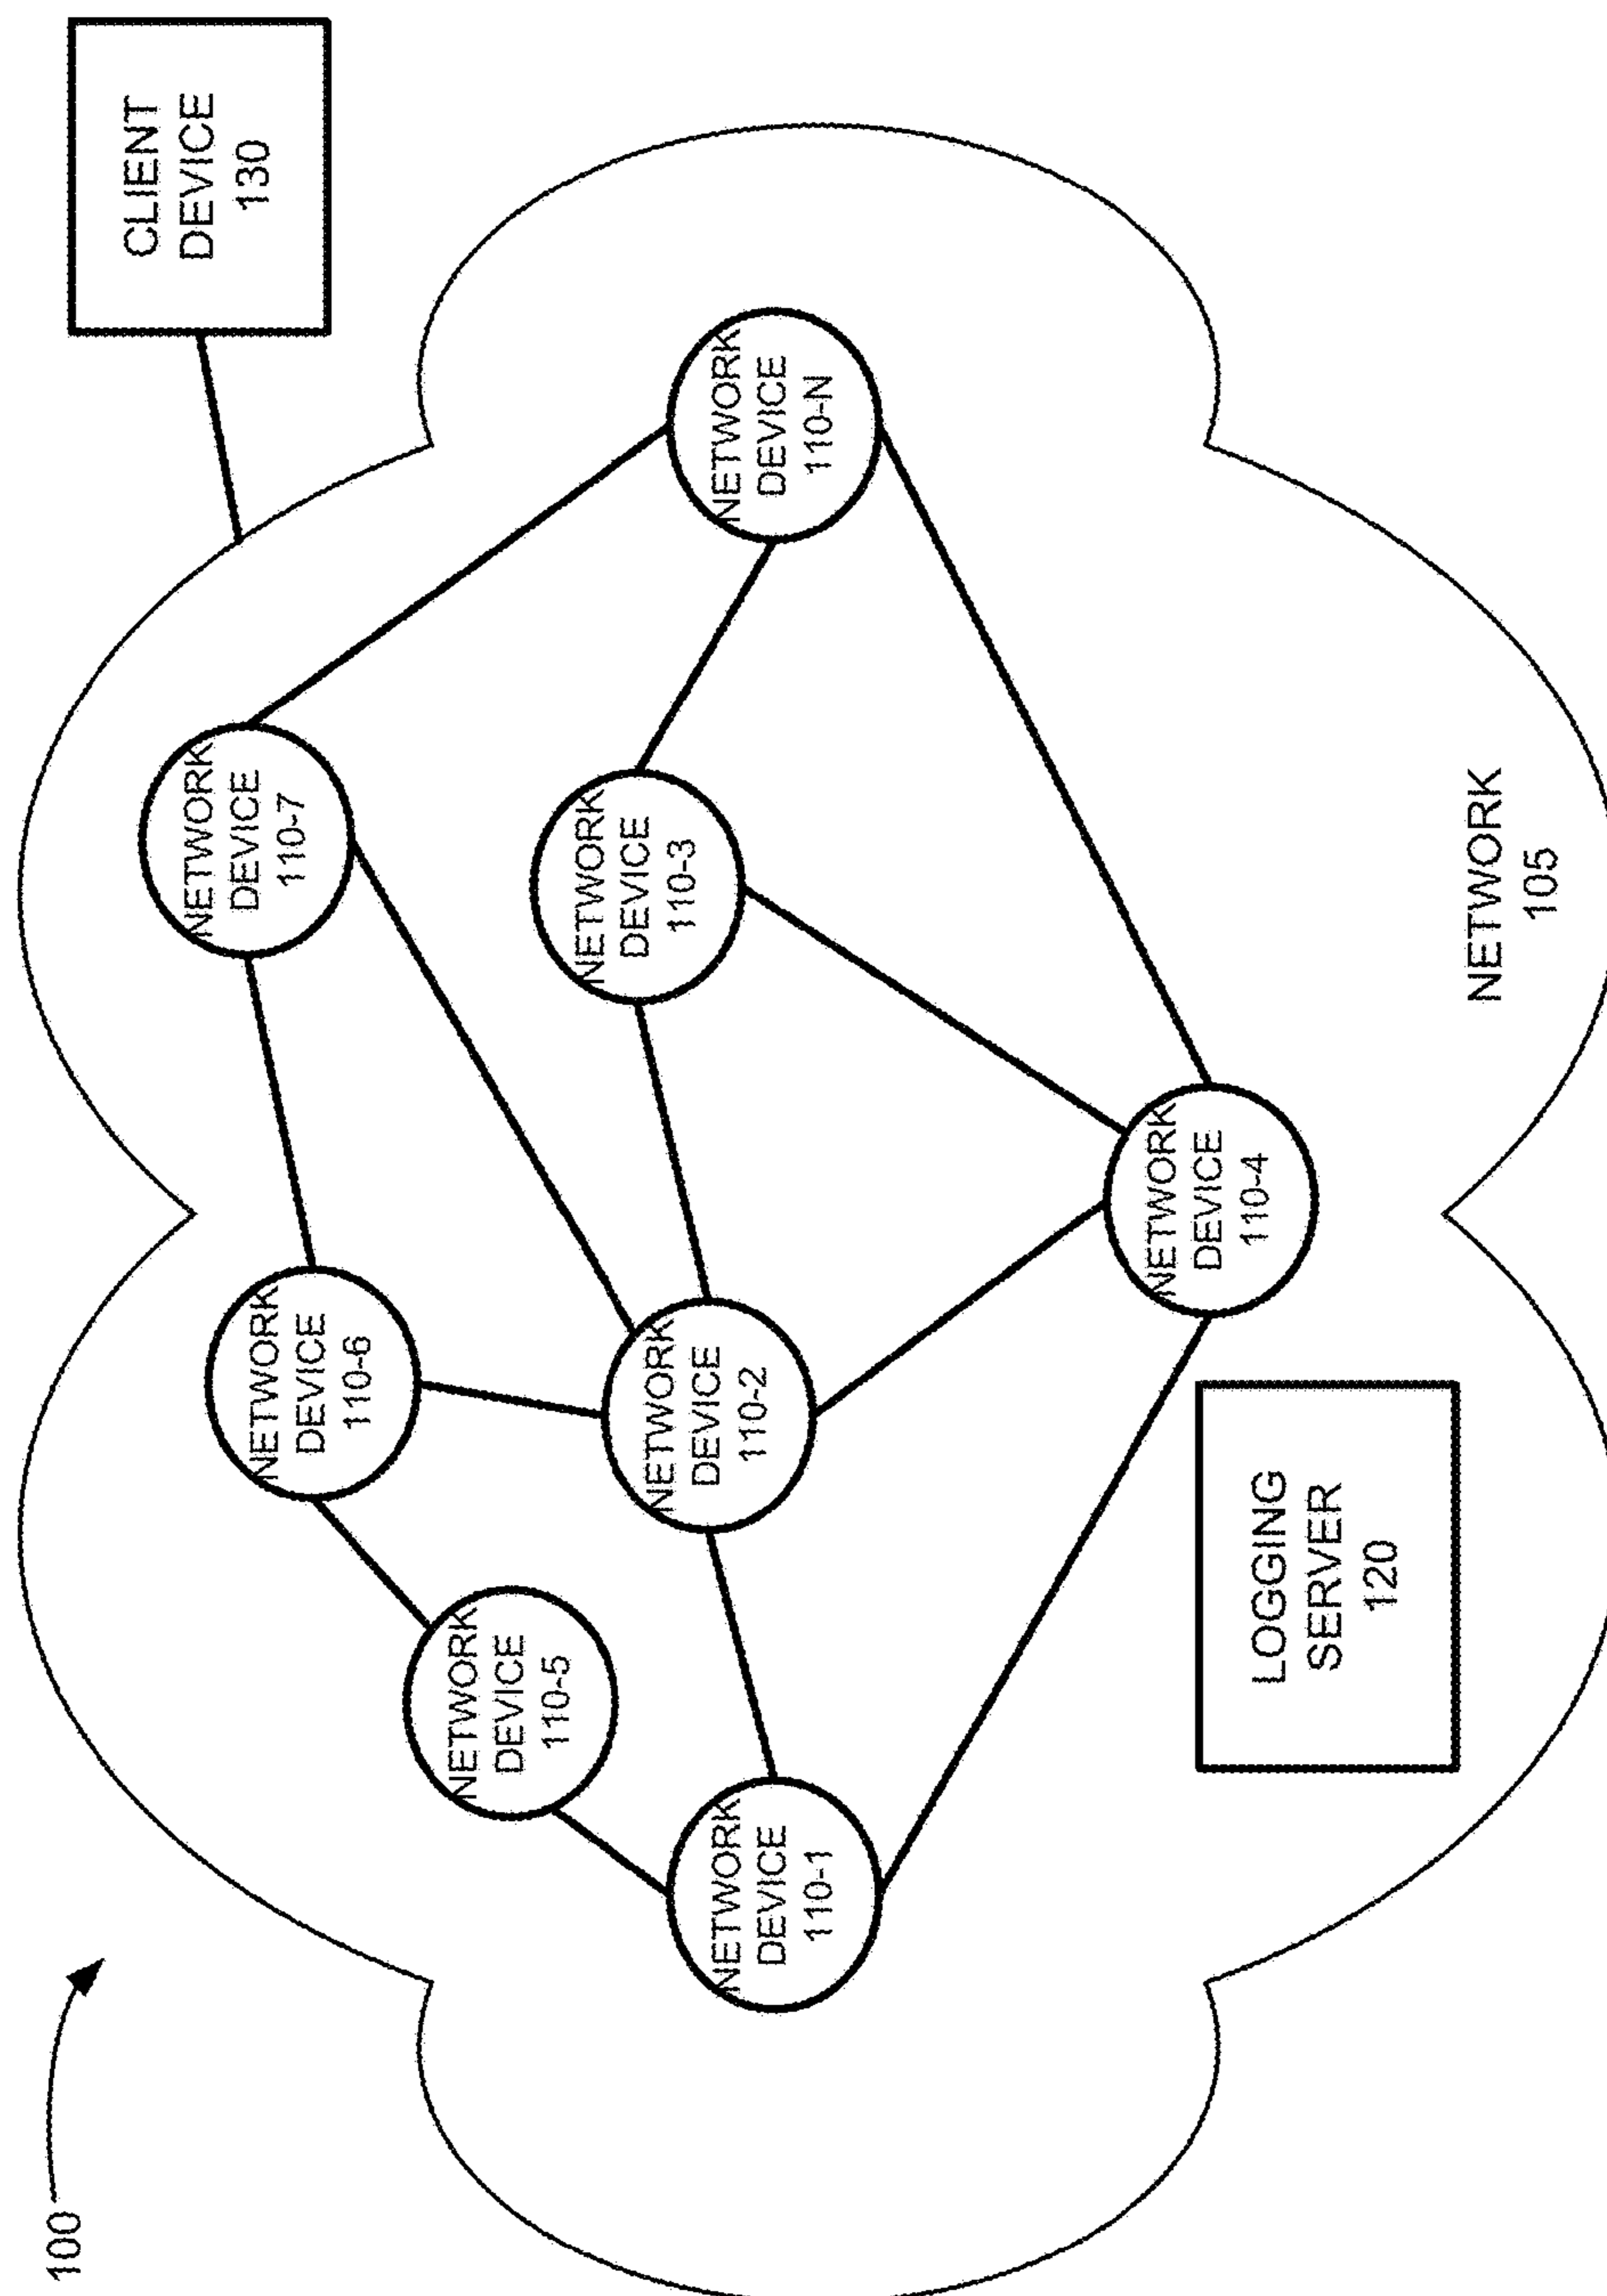 100
CLIENT
DEVICE
130
NETWORK
DEVICE
110-5
NETWORK
DEVICE
110-6
NETWORK
DEVICE
110-7
NETWORK
DEVICE
110-1
NETWORK
DEVICE
110-2
NETWORK
DEVICE
110-3
NETWORK
DEVICE
110-N
NETWORK
DEVICE
110-4
LOGGING
SERVER
120
NETWORK
105